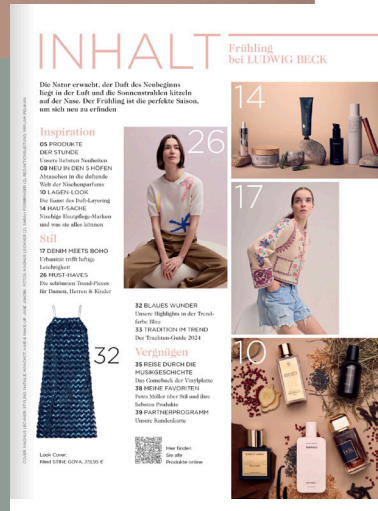 INHALT
Frühling
bei LUDWIG BECK
Die Natur erwacht, der Duft des Neubeginns
liegt in der Luft und die Sonnenstrahlen kitzeln
auf der Nase. Der Frühling ist die perfekte Saison,
um sich neu zu erfinden
Inspiration
05 PRODUKTE
DER STUNDE
Unsere liebsten Neuheiten
08 NEU IN DEN 5 HÖFEN
Abtauchen in die duftende
Welt der Nischenparfums
10 LAGEN-LOOK
Die Kunst des Duft-Layering
14 HAUT-SACHE
Nischige Hautpflege-Marken
und was sie alles können
Stil
17 DENIM MEETS BOHO
Urbanität trifft luftige
Leichtigkeit
26 MUST-HAVES
Die schönsten Trend-Pieces
für Damen, Herren & Kinder
32 BLAUES WUNDER
Unsere Highlights in der Trend-
farbe Blau
33 TRADITION IM TREND
Der Trachten-Guide 2024
Vergnügen
35 REISE DURCH DIE
MUSIKGESCHICHTE
Das Comeback der Vinylplatte
38 MEINE FAVORITEN
Petra Müller über Stil und ihre
liebsten Produkte
39 PARTNERPROGRAMM
Unsere Kundenkarte
Hier finden
Sie alle
Produkte online
Look Cover:
Kleid STINE GOYA,
26
14
17
10
32